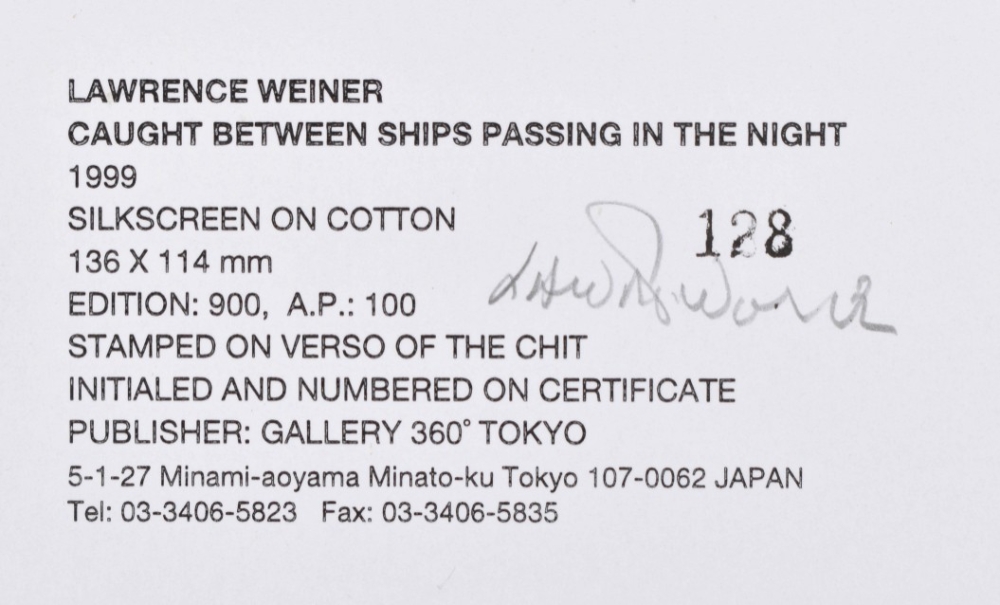 LAWRENCE WEINER
CAUGHT BETWEEN SHIPS PASSING IN THE NIGHT
1999
SILKSCREEN ON COTTON
128
136 X 114 mm
EDITION: 900, A.P.: 100
STAMPED ON VERSO OF THE CHIT
INITIALED AND NUMBERED ON CERTIFICATE
PUBLISHER: GALLERY 360° TOKYO
5-1-27 Minami-aoyama Minato-ku Tokyo 107-0062 JAPAN
Tel: 03-3406-5823 Fax: 03-3406-5835